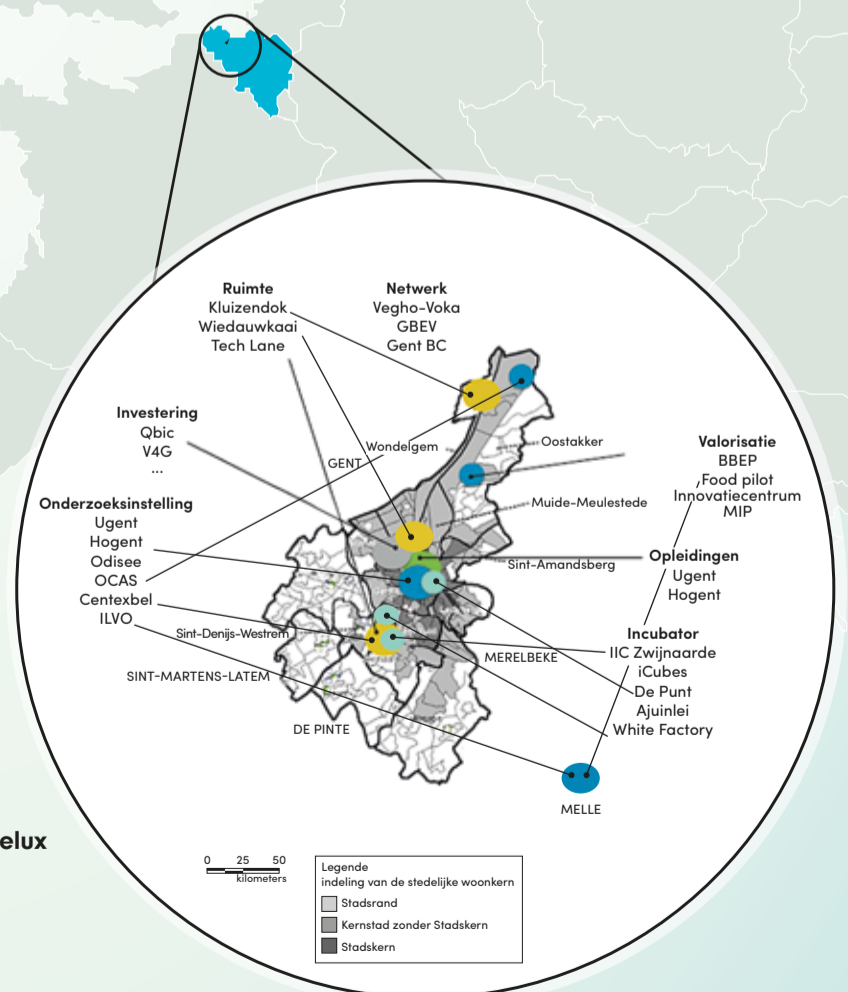 Ruimte
Kluizendok
Wiedauwkaai
Tech Lane
Netwerk
Vegho-Voka
GBEV
Gent BC
Investering
Qbic
V4G
...
Wondelgem
GENT
Oostakker
Muide-Meulestede
Sint-Amandsberg
Valorisatie
BBEP
Food pilot
Innovatiecentrum
MIP
Onderzoeksinstelling
Ugent
Hogent
Odisee
OCAS
Centexbel
ILVO
Opleidingen
Ugent
Hogent
Sint-Denijs-Westrem
SINT-MARTENS-LATEM
MERELBEKE
DE PINTE
Incubator
IIC Zwijnaarde
iCubes
De Punt
Ajuinlei
White Factory
MELLE
elux
0 25 50
kilometers
Legende
indeling van de stedelijke woonkern
Stadsrand
Kernstad zonder Stadskern
Stadskern